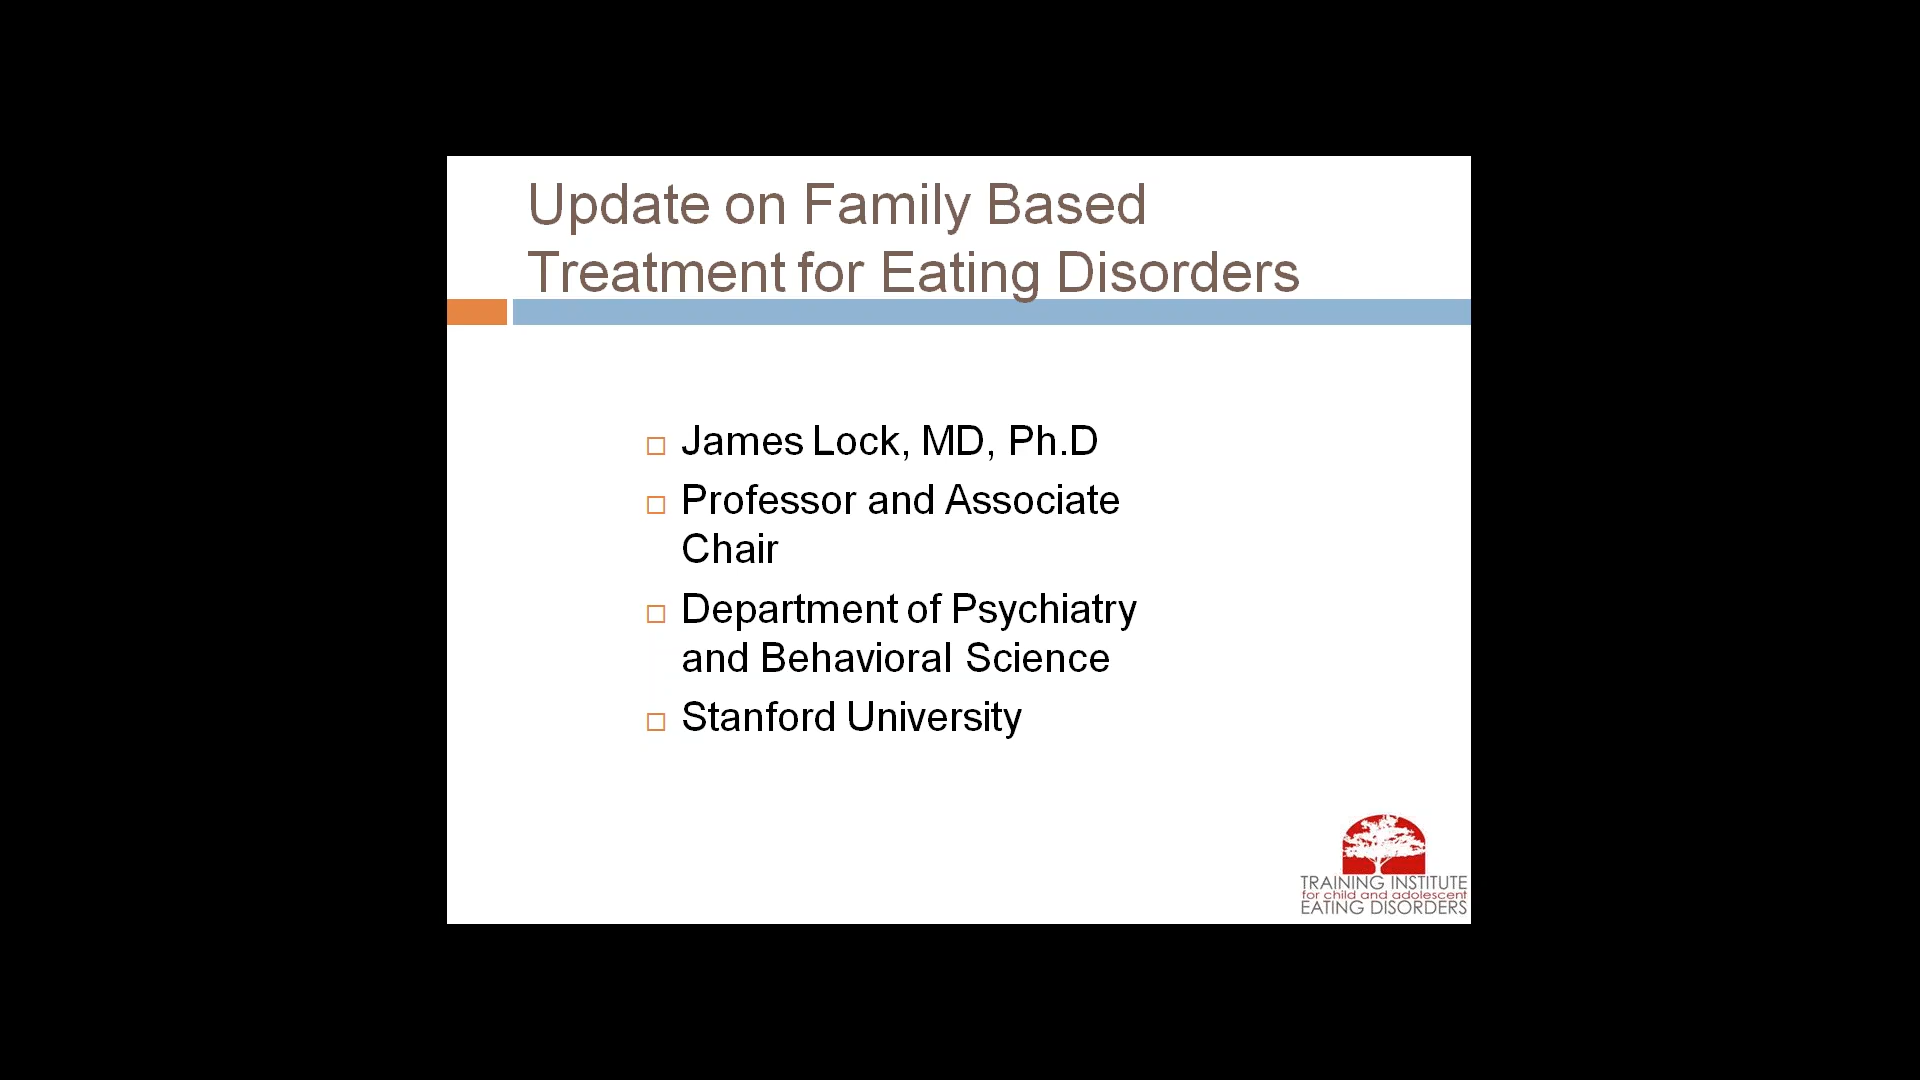 Update on Family Based
Treatment for Eating Disorders
James Lock, MD, Ph.D
Professor and Associate
Chair
Department of Psychiatry
and Behavioral Science
Stanford University
TRAINING INSTITUTE
for child and adolescent
EATING DISORDERS